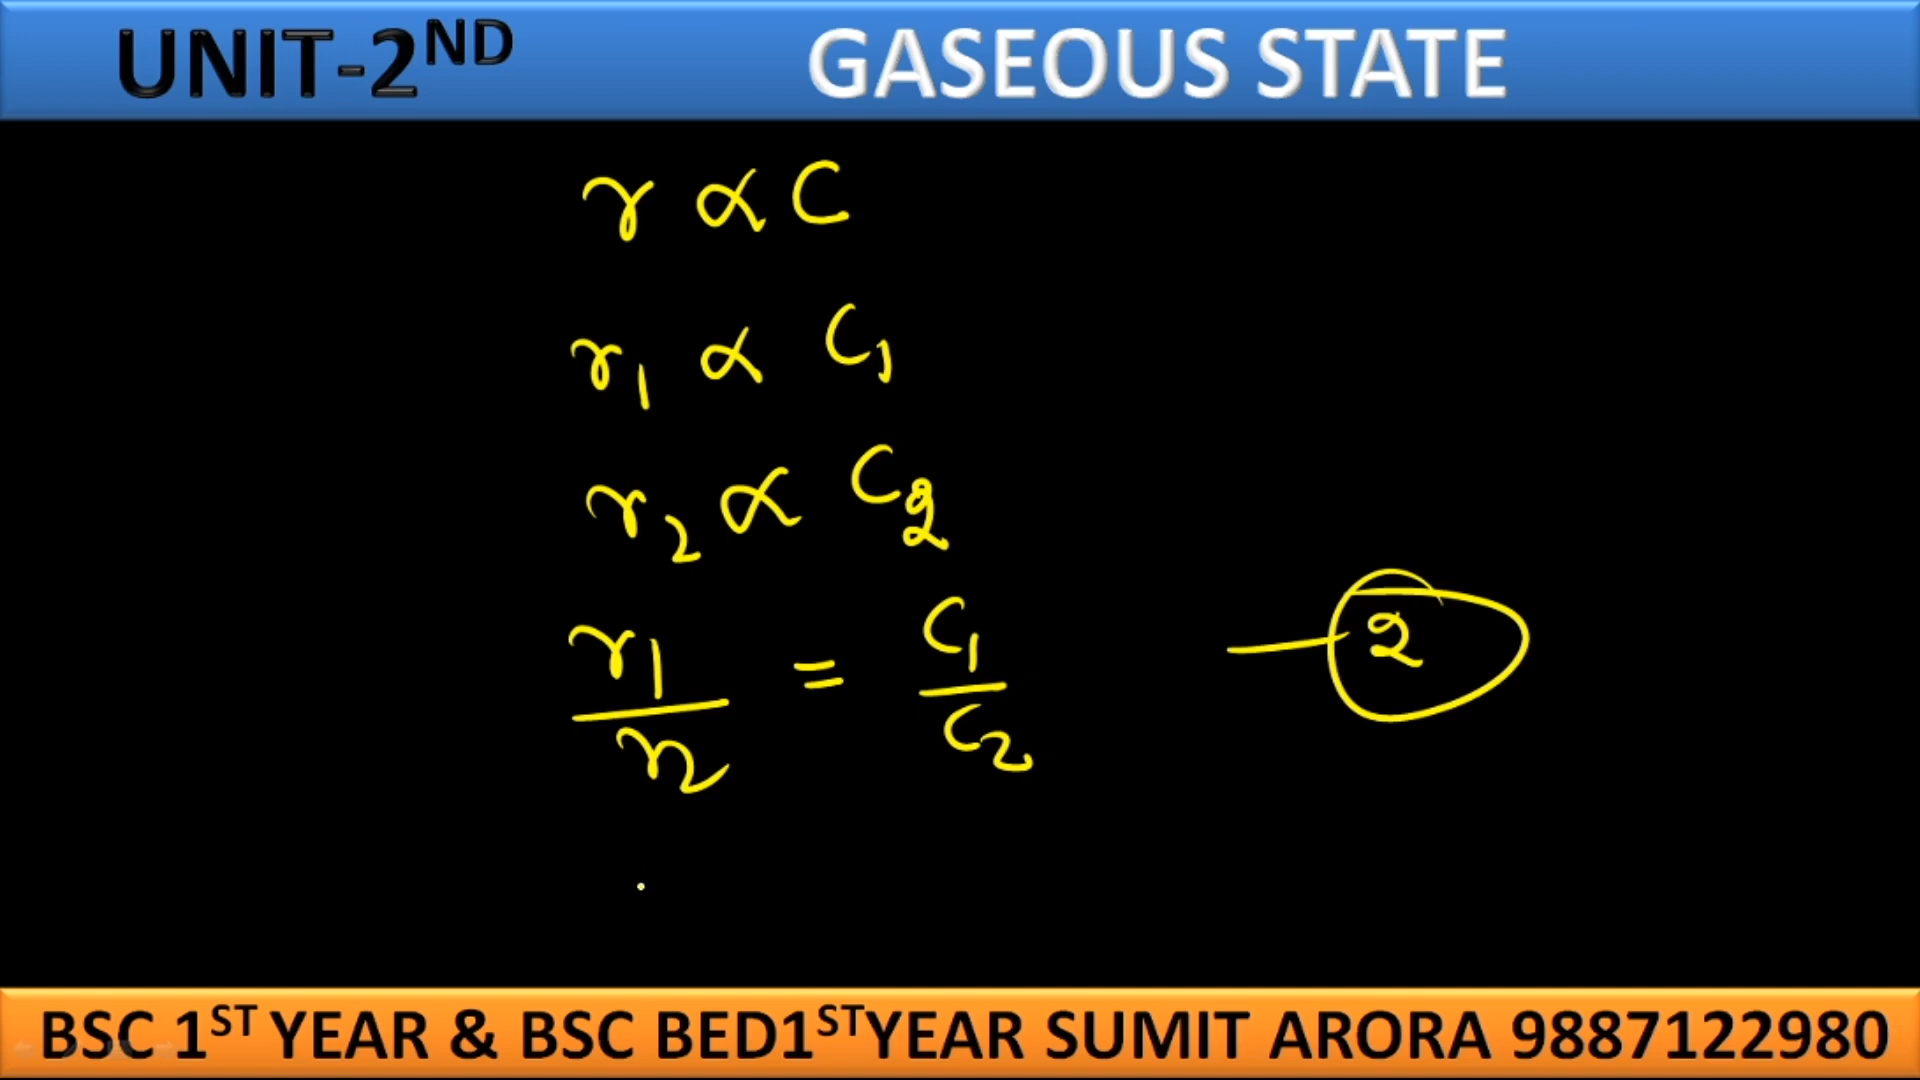 UNIT-2ND GASEOUS STATE
r ∝ C
r1 ∝ C1
r2 ∝ C2
r1/r2 = C1/C2 — 2
BSC 1ST YEAR & BSC BED1STYEAR SUMIT ARORA 9887122980